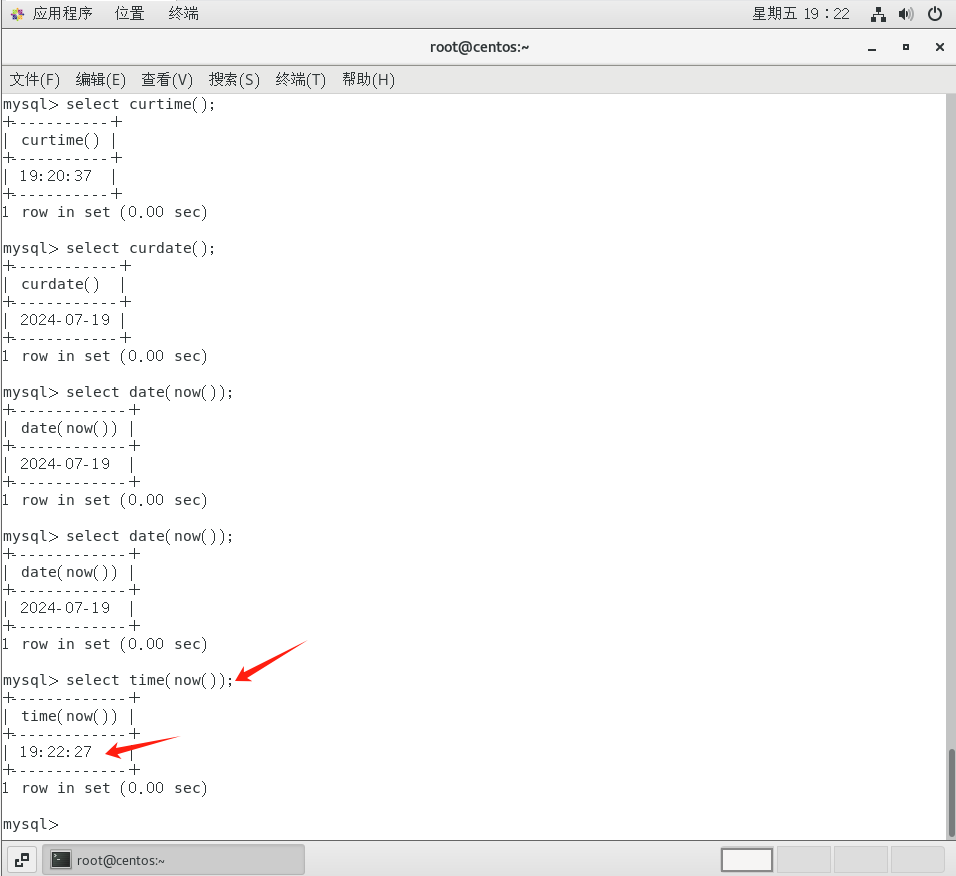 应用程序 位置 终端 星期五 19：22
root@centos:~
文件(F) 编辑(E) 查看(V) 搜索(S) 终端(T) 帮助(H)
mysql> select curtime();
+-----------+
| curtime() |
+-----------+
| 19:20:37  |
+-----------+
1 row in set (0.00 sec)
mysql> select curdate();
+------------+
| curdate()  |
+------------+
| 2024-07-19 |
+------------+
1 row in set (0.00 sec)
mysql> select date(now());
+-------------+
| date(now()) |
+-------------+
| 2024-07-19  |
+-------------+
1 row in set (0.00 sec)
mysql> select date(now());
+-------------+
| date(now()) |
+-------------+
| 2024-07-19  |
+-------------+
1 row in set (0.00 sec)
mysql> select time(now());
+-------------+
| time(now()) |
+-------------+
| 19:22:27    |
+-------------+
1 row in set (0.00 sec)
mysql>
root@centos:~